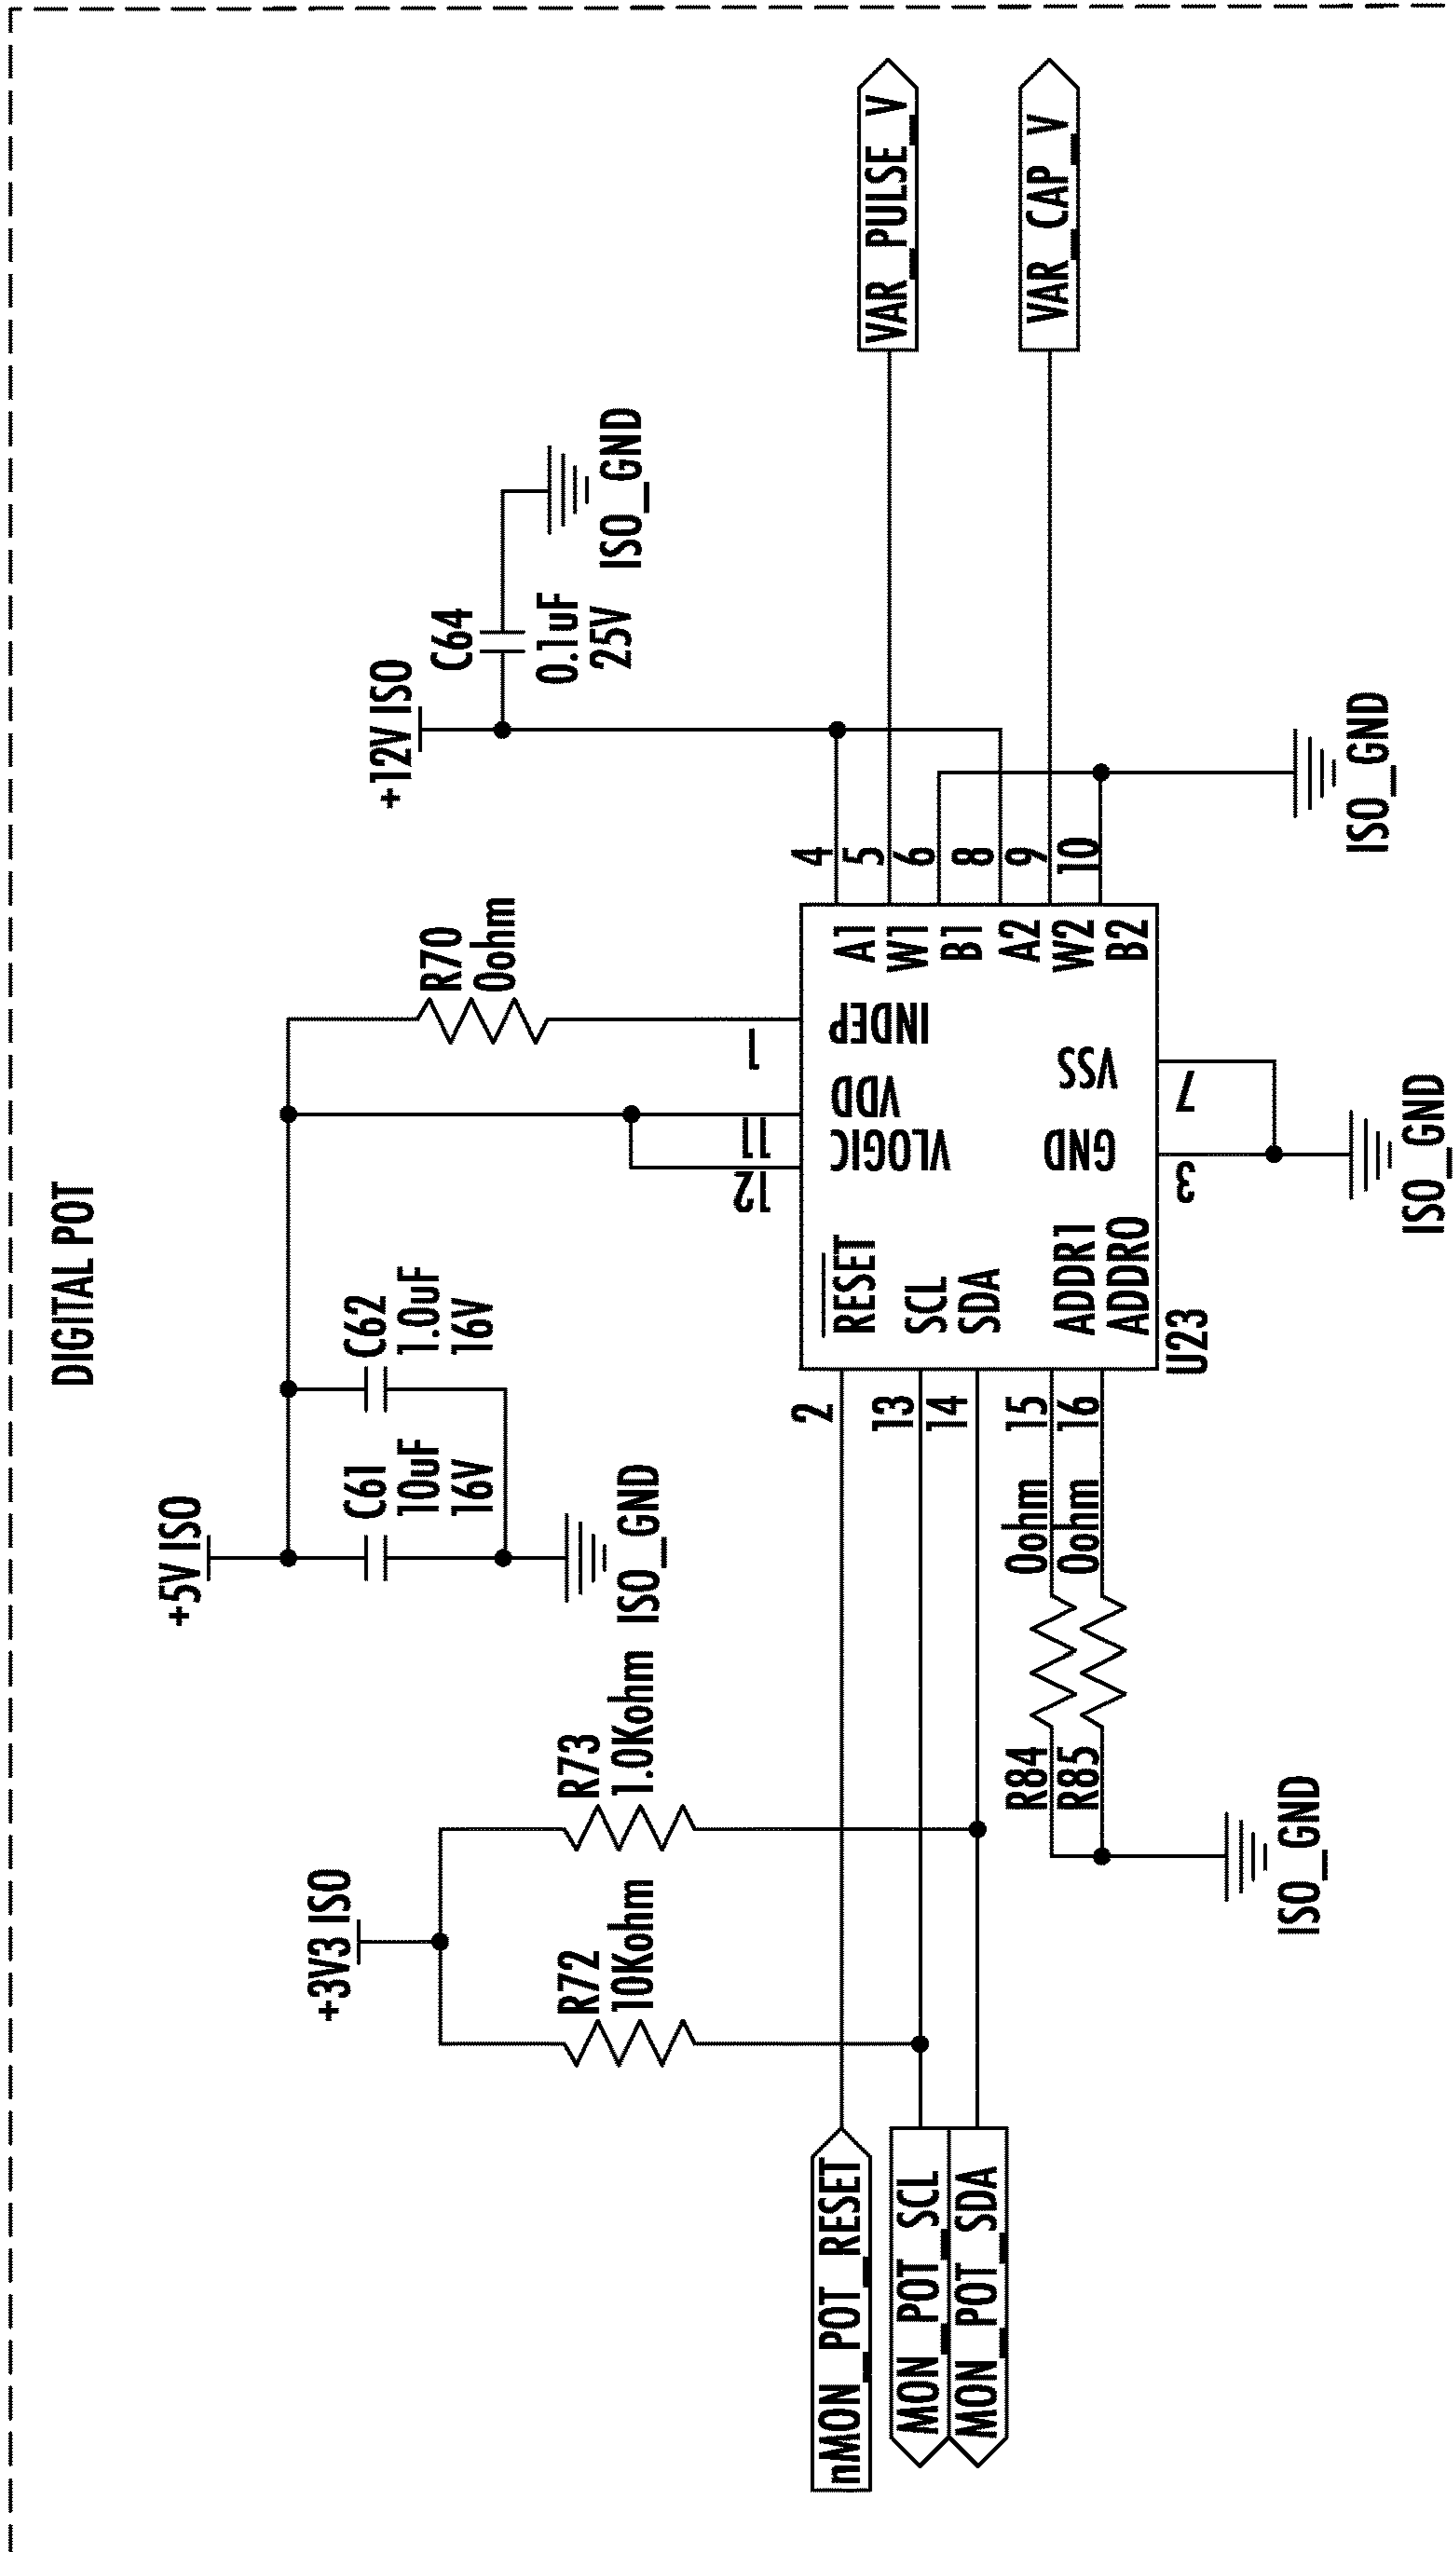 DIGITAL POT
+5V ISO
C61
10uF
16V
C62
1.0uF
16V
ISO_GND
+3V3 ISO
R72
10Kohm
R73
1.0Kohm
R70
0ohm
+12V ISO
C64
0.1uF
25V
ISO_GND
nMON_POT_RESET
MON_POT_SCL
MON_POT_SDA
2
13
14
15
16
0ohm
0ohm
R84
R85
ISO_GND
12
11
1
RESET
SCL
SDA
ADDR1
ADDR0
VLOGIC
VDD
INDEP
GND
VSS
A1
W1
B1
A2
W2
B2
U23
3
7
ISO_GND
4
5
6
8
9
10
ISO_GND
VAR_PULSE_V
VAR_CAP_V